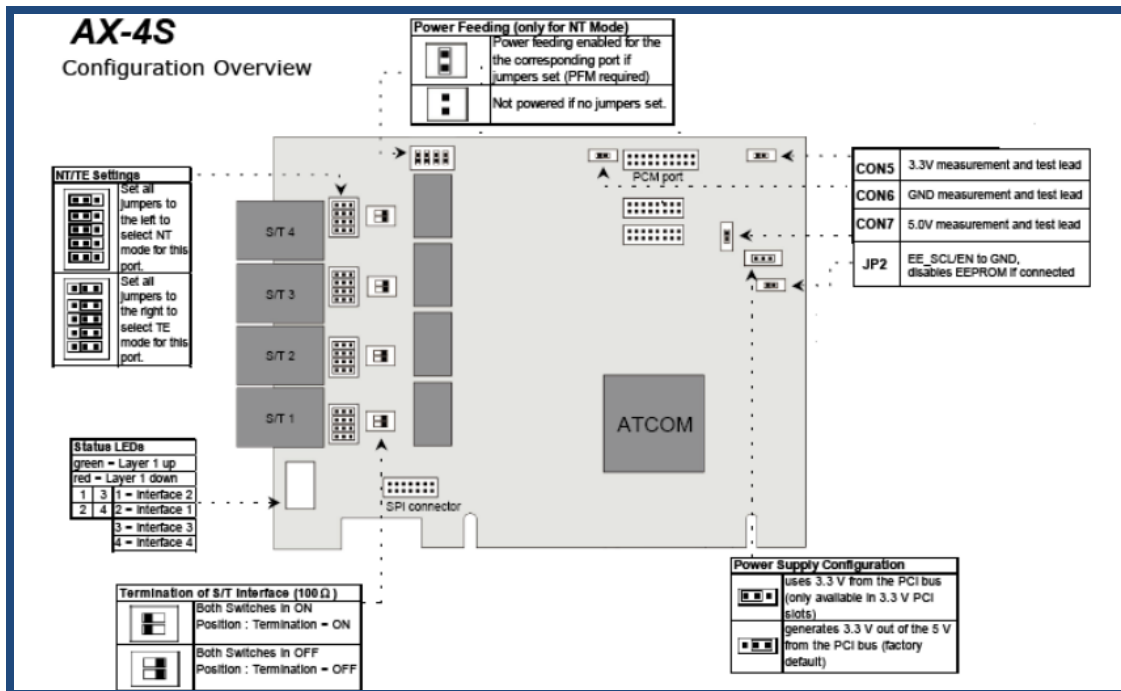 AX-4S
Configuration Overview
Power Feeding (only for NT Mode)
Power feeding enabled for the
the corresponding port if
jumpers set (PFM required)
Not powered if no jumpers set.
NT/TE Settings
Set all
jumpers to
the left to
select NT
mode for this
port.
Set all
jumpers to
the right to
select TE
mode for this
port.
PCM port
CON5 3.3V measurement and test lead
CON6 GND measurement and test lead
CON7 5.0V measurement and test lead
JP2 EE_SCL/EN to GND,
disables EEPROM if connected
S/T 4
S/T 3
S/T 2
S/T 1
ATCOM
SPI connector
Status LEDs
green = Layer 1 up
red = Layer 1 down
1 3 1 = Interface 2
2 4 2 = Interface 1
3 = Interface 3
4 = Interface 4
Termination of S/T Interface (100Ω)
Both Switches in ON
Position : Termination = ON
Both Switches in OFF
Position : Termination = OFF
Power Supply Configuration
uses 3.3 V from the PCI bus
(only available in 3.3 V PCI
slots)
generates 3.3 V out of the 5 V
from the PCI bus (factory
default)